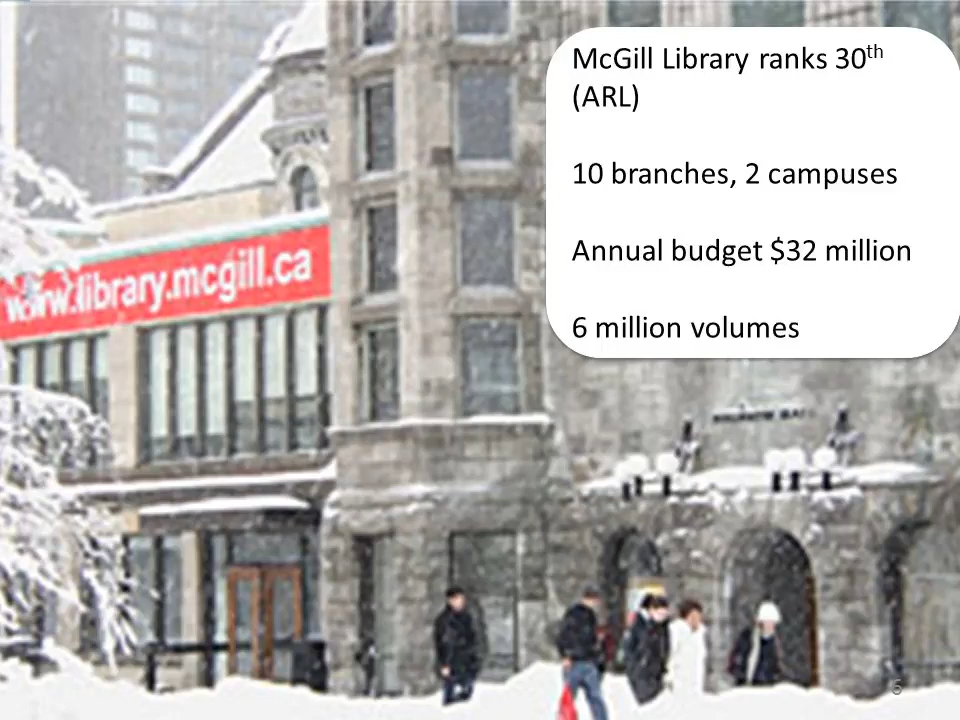 McGill Library ranks 30th
(ARL)
10 branches, 2 campuses
Annual budget $32 million
6 million volumes
www.library.mcgill.ca
5